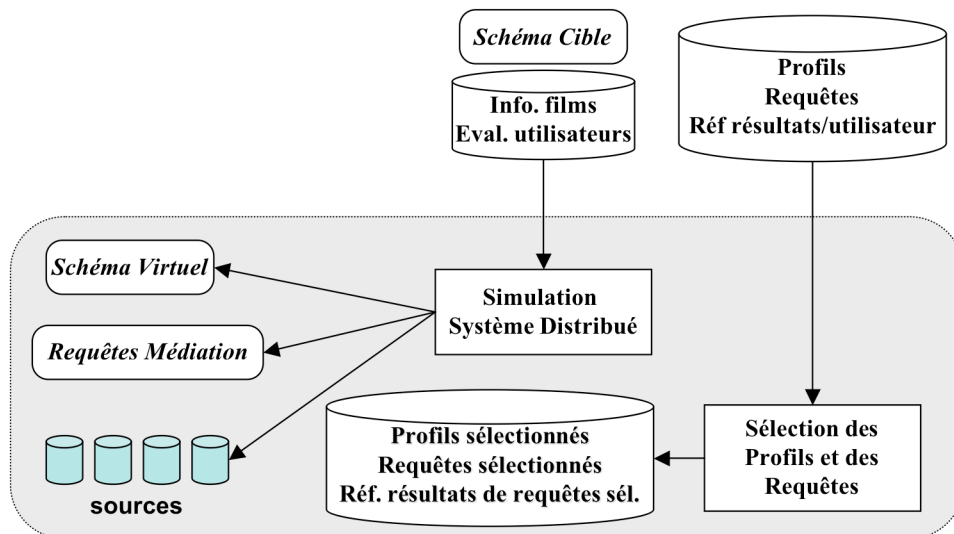 Schéma Cible
Info. films
Eval. utilisateurs
Profils
Requêtes
Réf résultats/utilisateur
Schéma Virtuel
Requêtes Médiation
sources
Simulation
Système Distribué
Profils sélectionnés
Requêtes sélectionnés
Réf. résultats de requêtes sél.
Sélection des
Profils et des
Requêtes